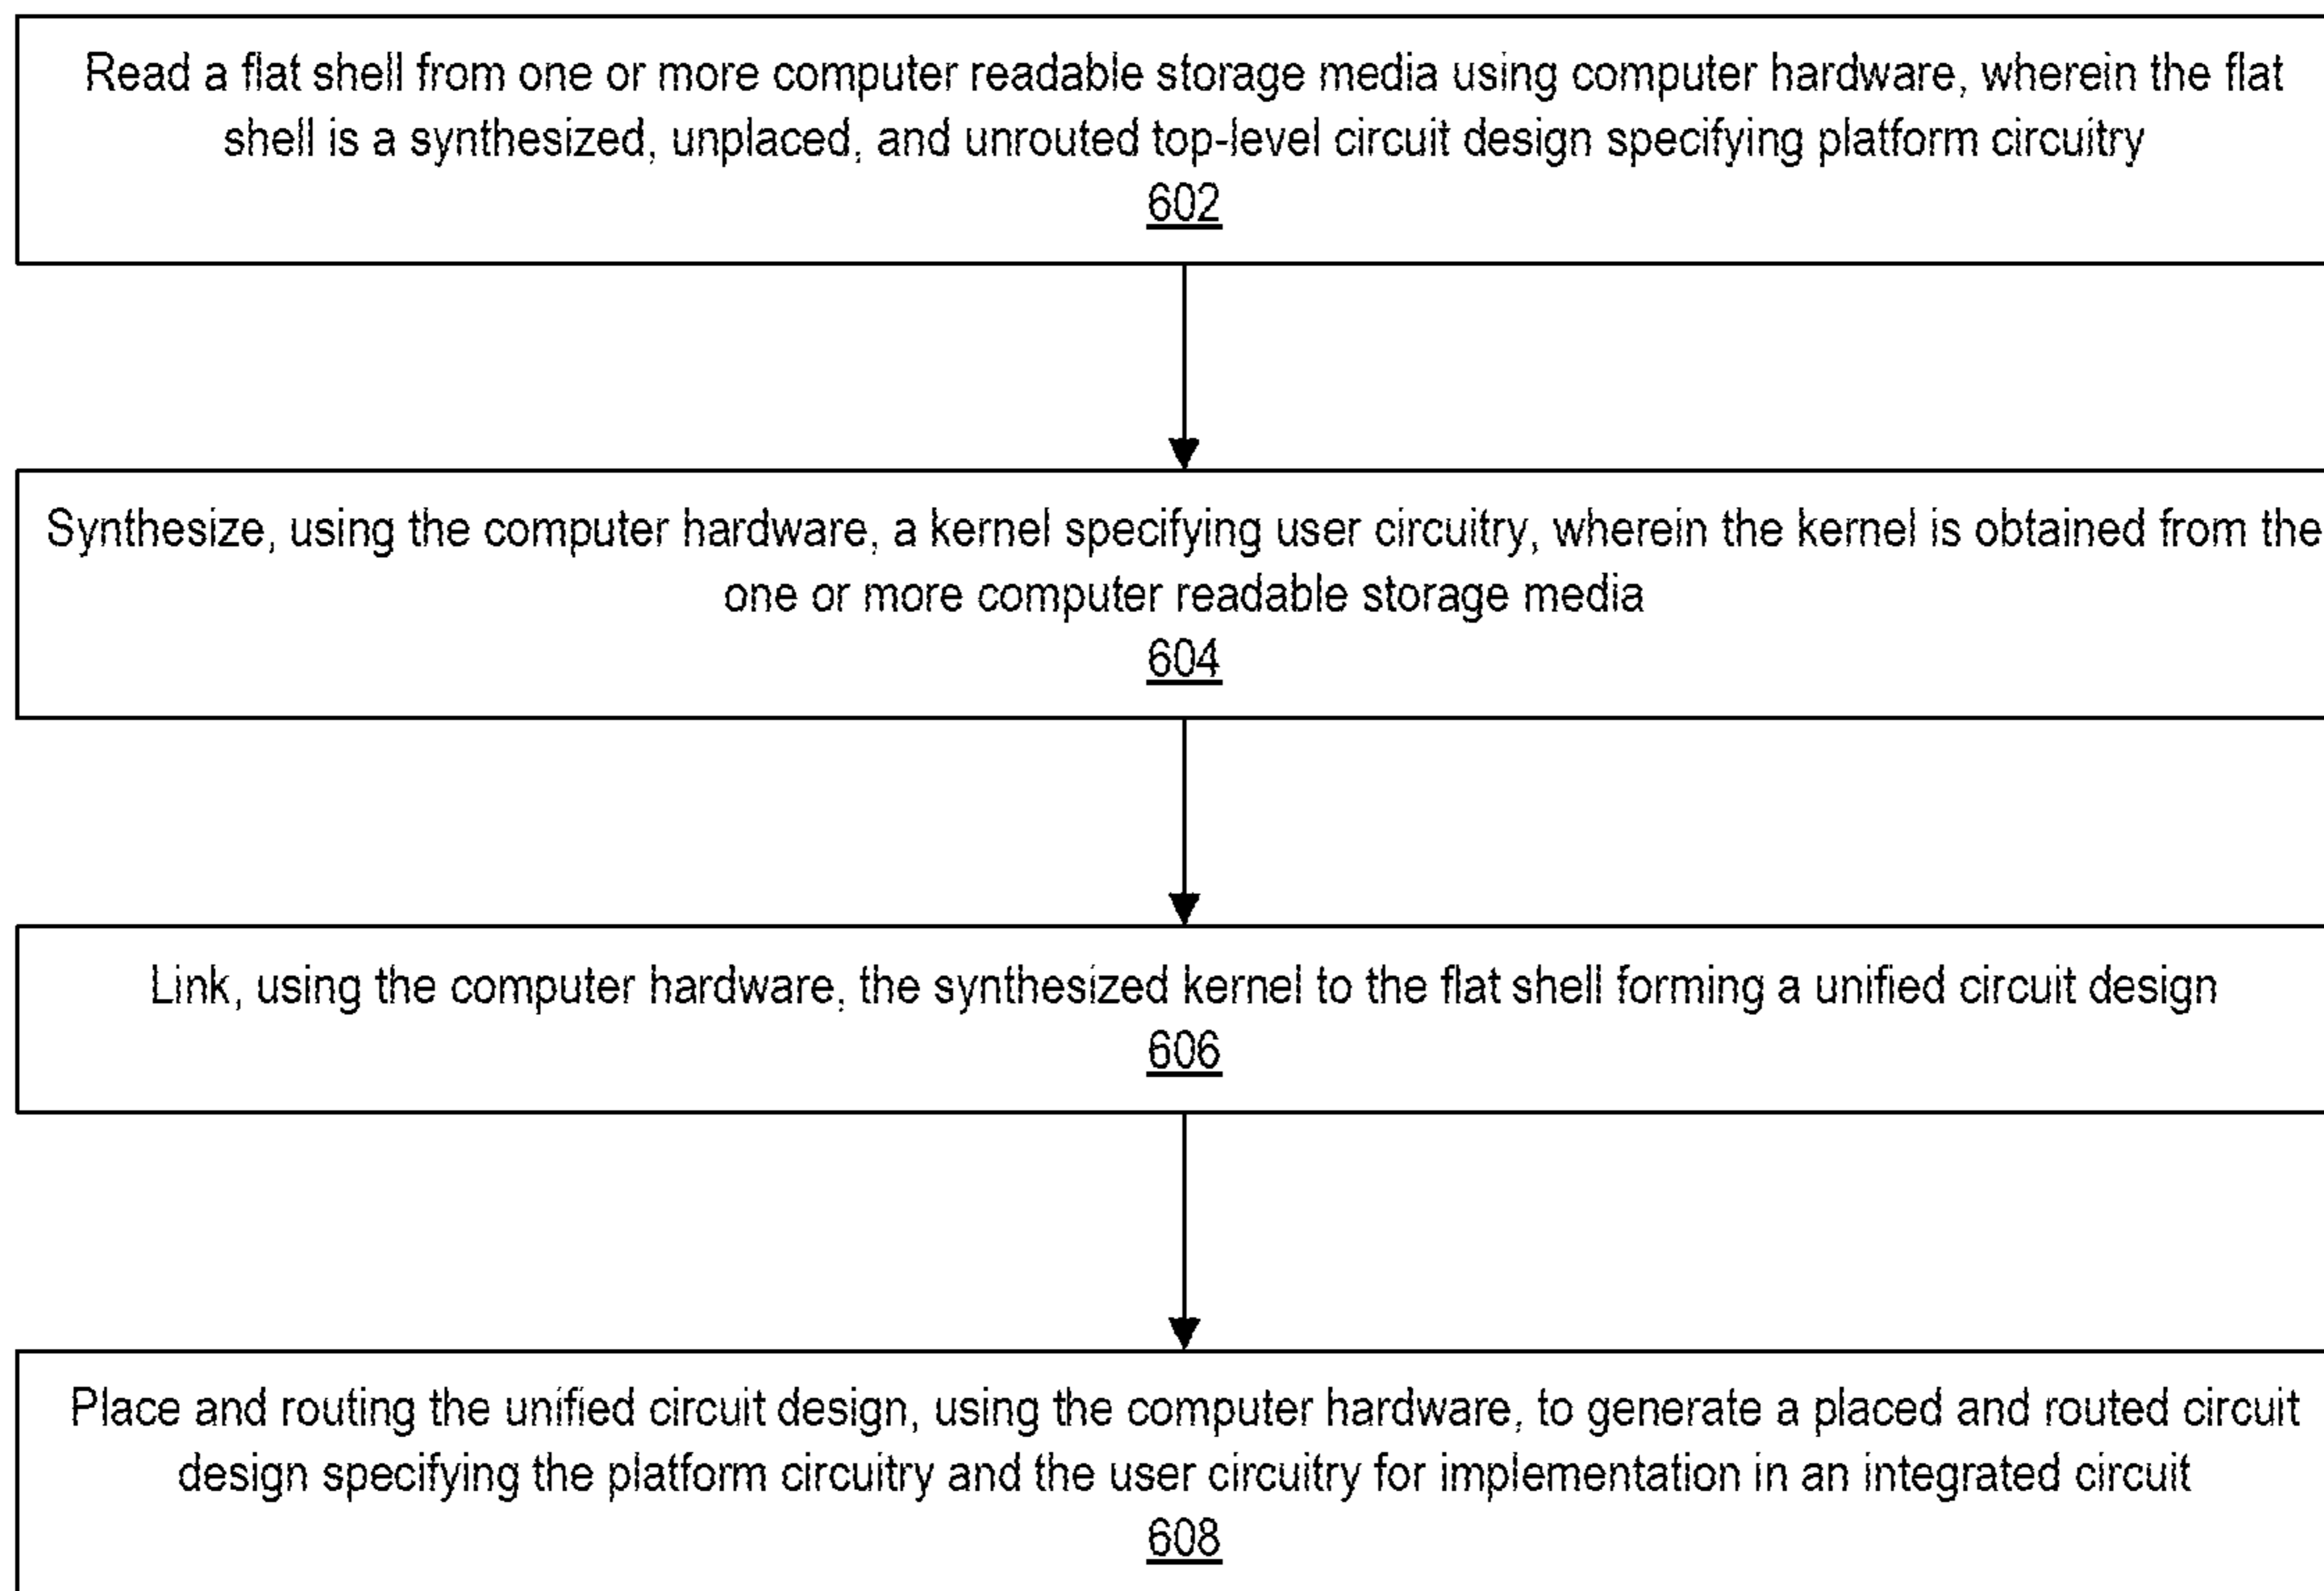 Read a flat shell from one or more computer readable storage media using computer hardware, wherein the flat
shell is a synthesized, unplaced, and unrouted top-level circuit design specifying platform circuitry
602
Synthesize, using the computer hardware, a kernel specifying user circuitry, wherein the kernel is obtained from the
one or more computer readable storage media
604
Link, using the computer hardware, the synthesized kernel to the flat shell forming a unified circuit design
606
Place and routing the unified circuit design, using the computer hardware, to generate a placed and routed circuit
design specifying the platform circuitry and the user circuitry for implementation in an integrated circuit
608